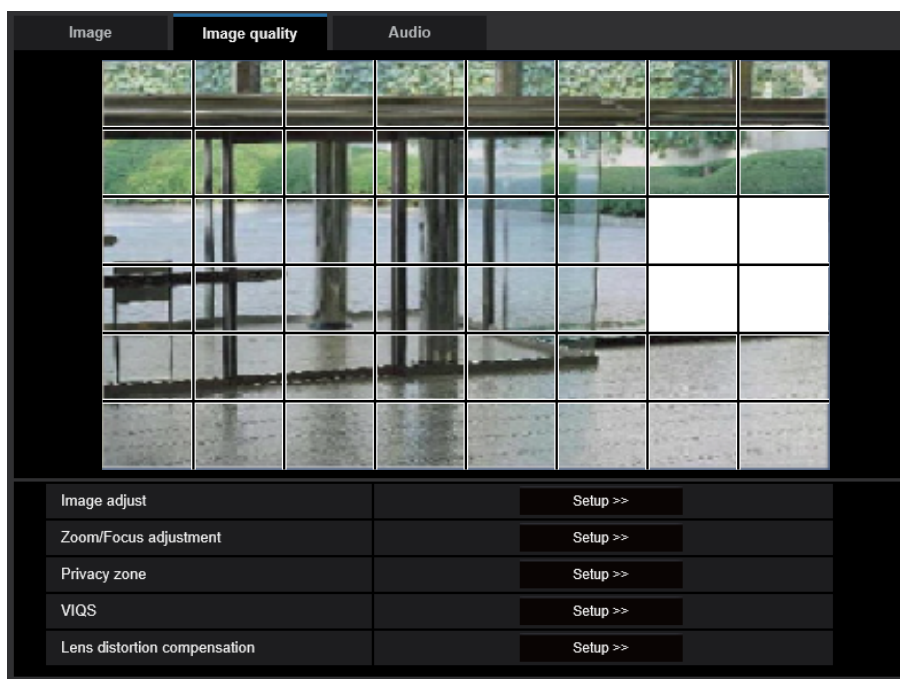 Image Image quality Audio
Image adjust Setup >>
Zoom/Focus adjustment Setup >>
Privacy zone Setup >>
VIQS Setup >>
Lens distortion compensation Setup >>